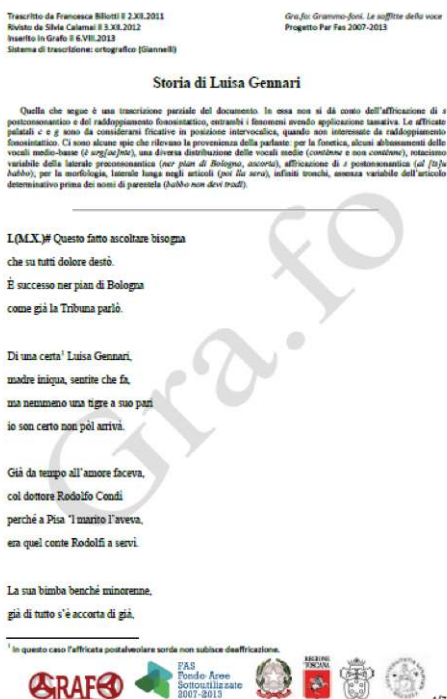 Trascritto da Francesca Biliotti il 2.XII.2011
Rivisto da Silvia Calamai il 3.XII.2012
Inserito in Grafo il 6.VIII.2013
Sistema di trascrizione: ortografico (Giannelli)
Gra.fo: Grammo-foni. Le soffitte della voce
Progetto Par Fas 2007-2013
Storia di Luisa Gennari
Quella che segue è una trascrizione parziale del documento. In essa non si dà conto dell'affricazione di s
postconsonantico e del raddoppiamento fonosintattico, entrambi i fenomeni avendo applicazione tassativa. Le affricate
palatali c e g sono da considerarsi fricative in posizione intervocalica, quando non interessate da raddoppiamento
fonosintattico. Ci sono alcune spie che rilevano la provenienza della parlante: per la fonetica, alcuni abbassamenti delle
vocali medio-basse (è urg[æ]nte), una diversa distribuzione delle vocali medie (contènne e non conténne), rotacismo
variabile della laterale preconsonantica (ner pian di Bologna, ascorta), affricazione di s postsonantica (al [ts]u
babbo); per la morfologia, laterale lunga negli articoli (poi lla sera), infiniti tronchi, assenza variabile dell'articolo
determinativo prima dei nomi di parentela (babbo non devi tradì).
I.(M.X.)# Questo fatto ascoltare bisogna
che su tutti dolore destò.
È successo ner pian di Bologna
come già la Tribuna parlò.
Di una certa¹ Luisa Gennari,
madre iniqua, sentite che fa,
ma nemmeno una tigre a suo pari
io son certo non pòl arrivà.
Già da tempo all'amore faceva,
col dottore Rodolfo Condi
perché a Pisa 'l marito l'aveva,
era quel conte Rodolfi a servì.
La sua bimba benché minorenne,
già di tutto s'è accorta di già,
¹ In questo caso l'affricata postalveolare sorda non subisce deaffricazione.
GRAFO
FAS
Fondo Aree
Sottoutilizzate
2007-2013
REGIONE
TOSCANA
Gra.fo